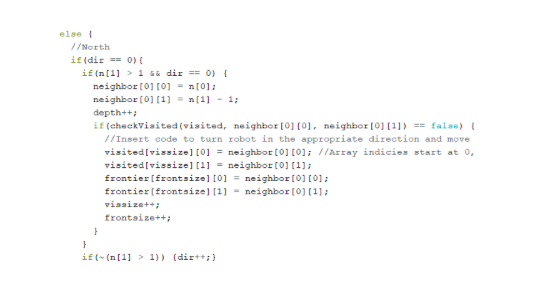 else {
//North
if(dir == 0){
if(n[1] > 1 && dir == 0) {
neighbor[0][0] = n[0];
neighbor[0][1] = n[1] - 1;
depth++;
if(checkVisited(visited, neighbor[0][0], neighbor[0][1]) == false) {
//Insert code to turn robot in the appropriate direction and move
visited[vissize][0] = neighbor[0][0]; //Array indicies start at 0,
visited[vissize][1] = neighbor[0][1];
frontier[frontsize][0] = neighbor[0][0];
frontier[frontsize][1] = neighbor[0][1];
vissize++;
frontsize++;
}
}
if(~(n[1] > 1)) {dir++;}